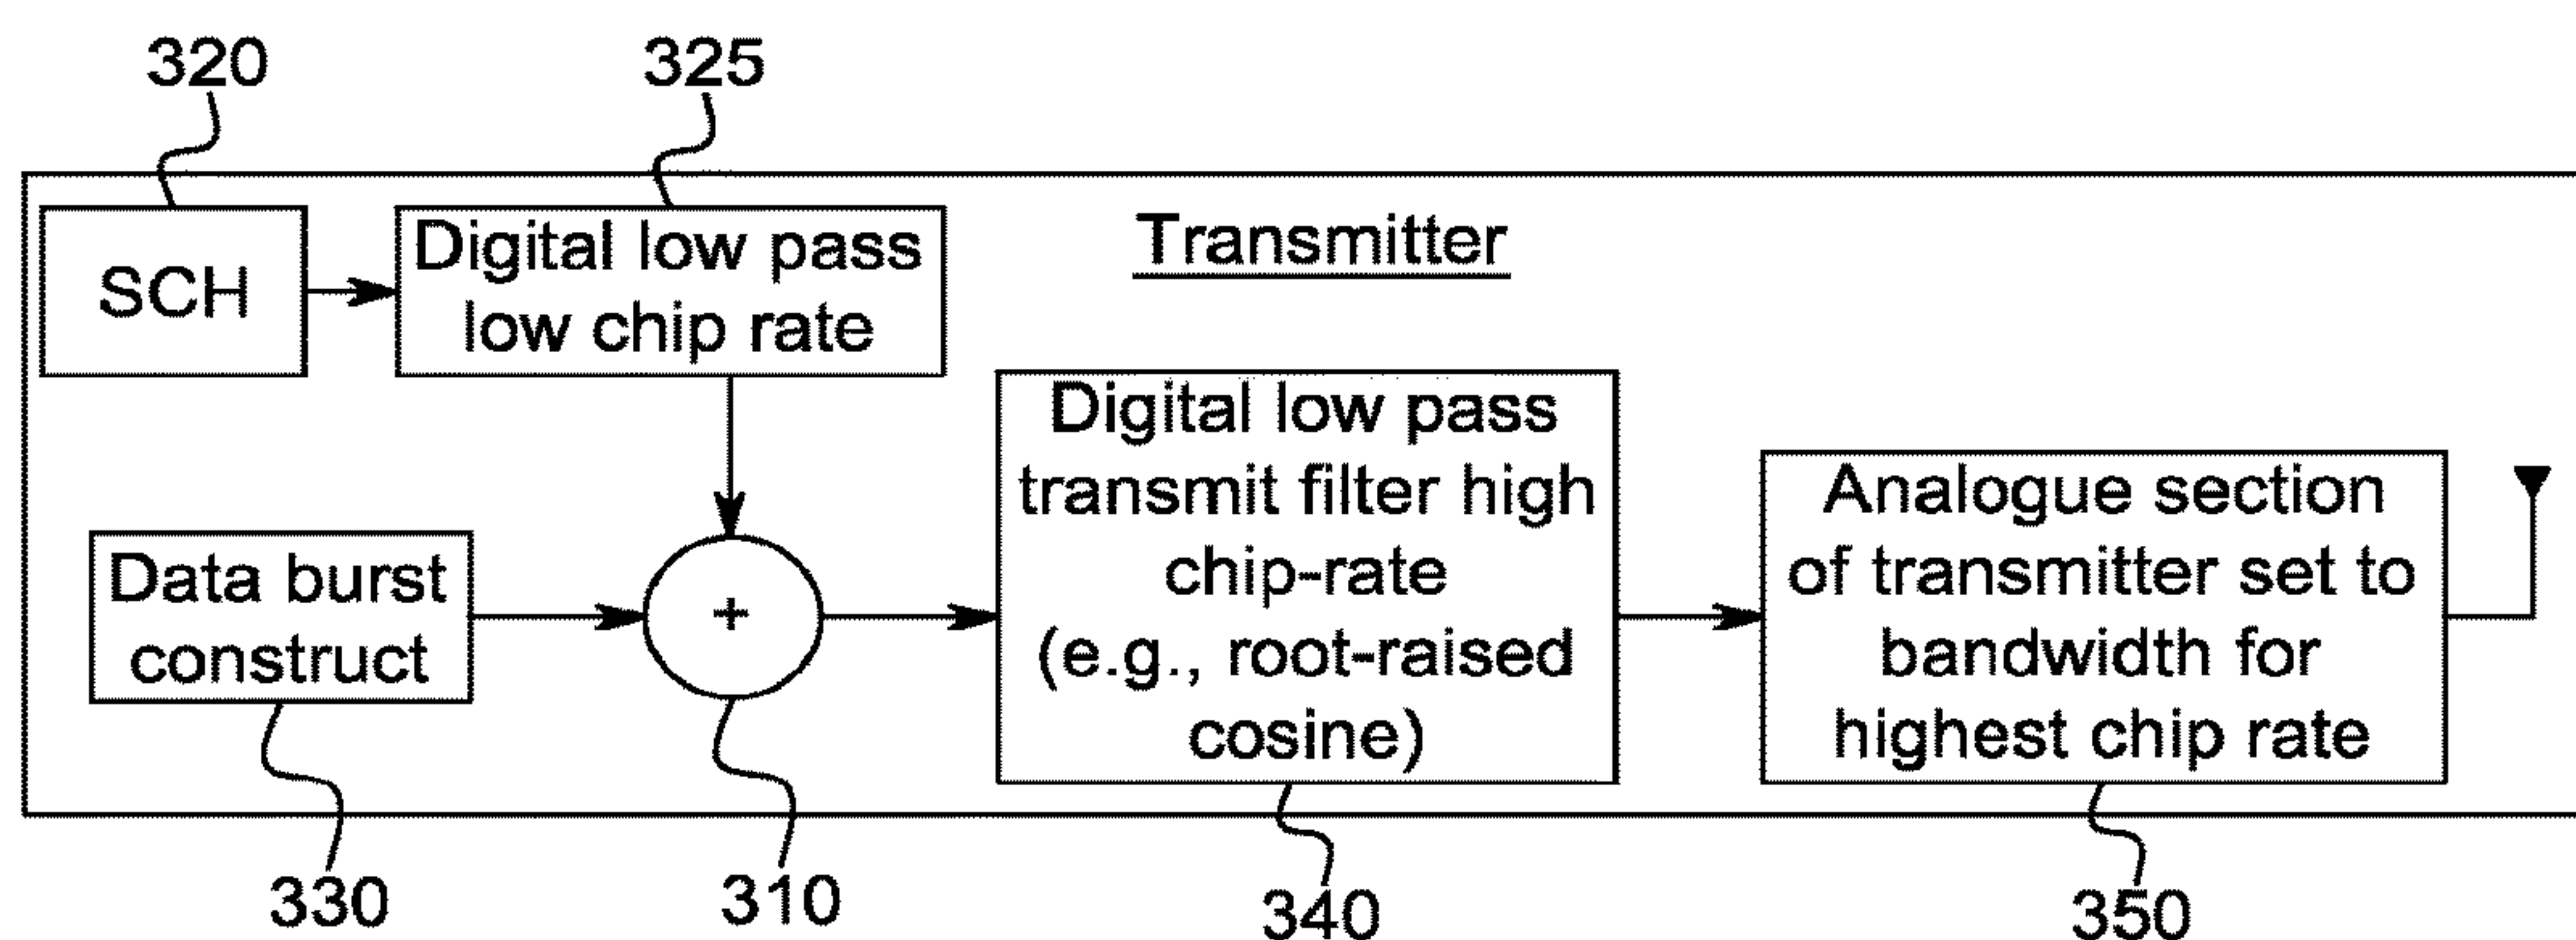 320
325
SCH
Digital low pass
low chip rate
Transmitter
Data burst
construct
+
Digital low pass
transmit filter high
chip-rate
(e.g., root-raised
cosine)
Analogue section
of transmitter set to
bandwidth for
highest chip rate
330
310
340
350